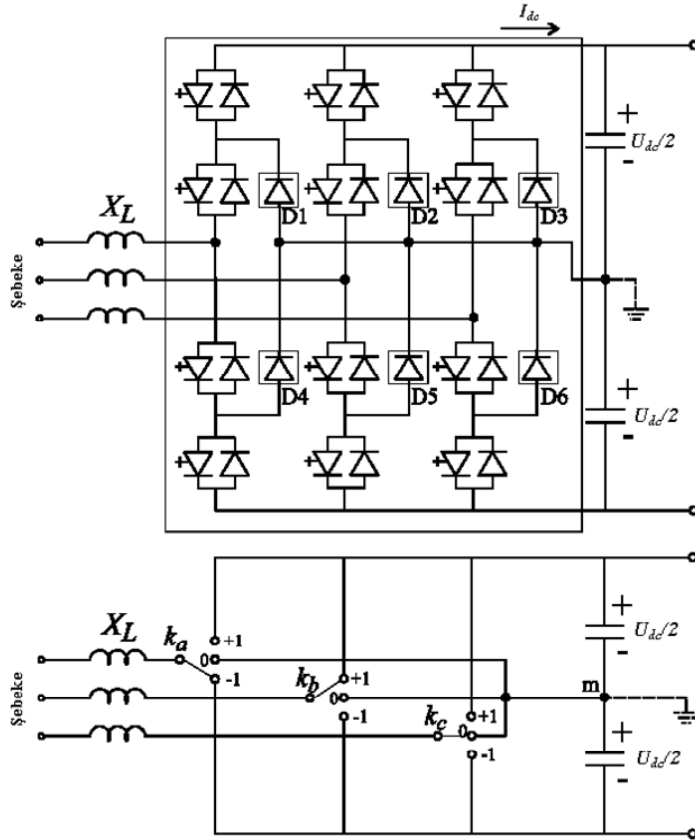 I_dc
+
+
+
+
U_dc/2
-
+
+
+
X_L
D1
D2
D3
Şebeke
+
+
+
D4
D5
D6
+
U_dc/2
-
+
+
+
X_L
k_a
+1
0
-1
k_b
+1
0
-1
k_c
+1
0
-1
+
U_dc/2
-
m
+
U_dc/2
-
Şebeke